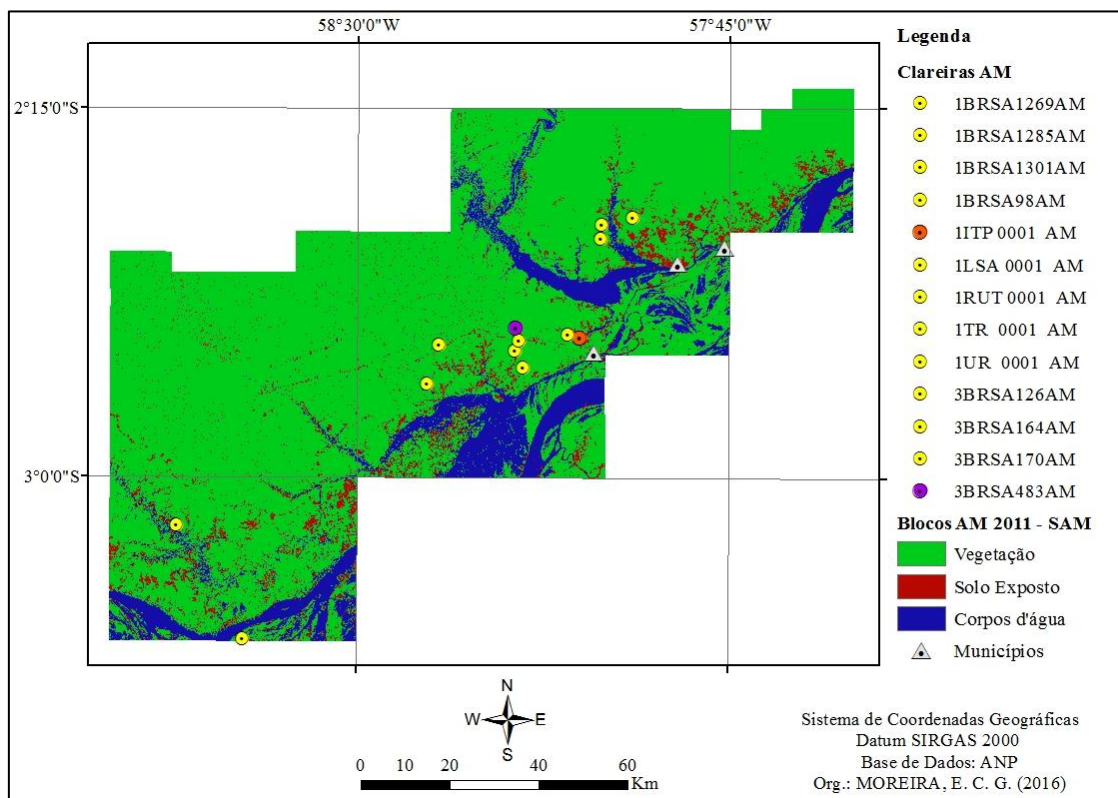 58°30'0"W
57°45'0"W
2°15'0"S
3°0'0"S
Legenda
Clareiras AM
1BRSA1269AM
1BRSA1285AM
1BRSA1301AM
1BRSA98AM
1ITP 0001 AM
1LSA 0001 AM
1RUT 0001 AM
1TR 0001 AM
1UR 0001 AM
3BRSA126AM
3BRSA164AM
3BRSA170AM
3BRSA483AM
Blocos AM 2011 - SAM
Vegetação
Solo Exposto
Corpos d'água
Municípios
N
W E
S
0 10 20 40 60
Km
Sistema de Coordenadas Geográficas
Datum SIRGAS 2000
Base de Dados: ANP
Org.: MOREIRA, E. C. G. (2016)